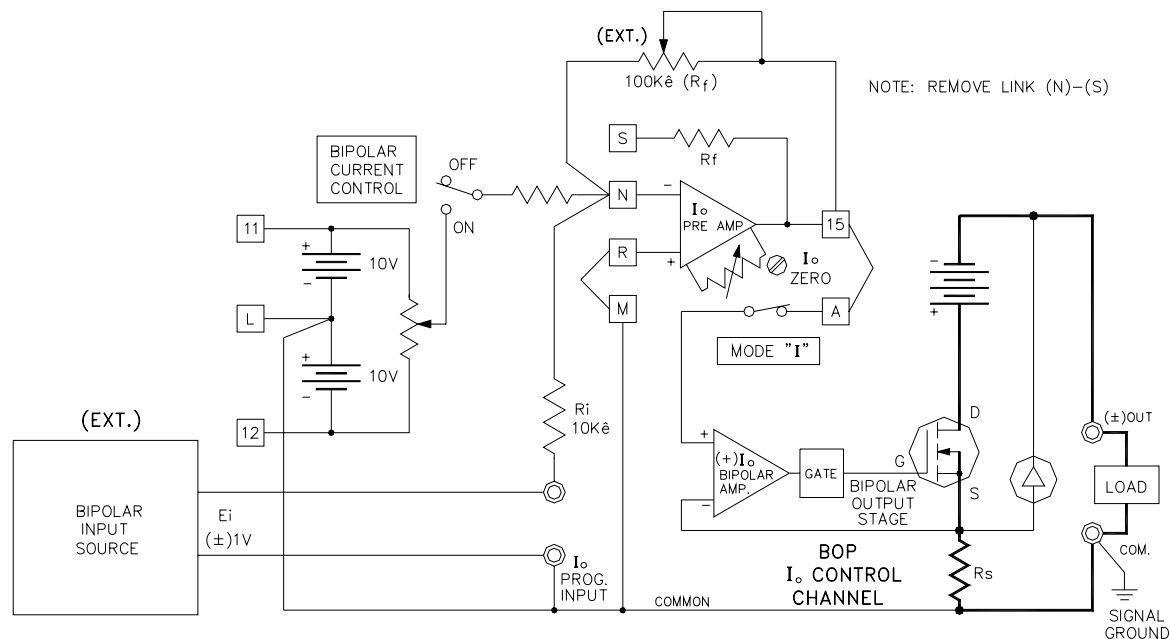 (EXT.)
100Kê (Rf)
NOTE: REMOVE LINK (N)-(S)
S
Rf
BIPOLAR
CURRENT
CONTROL
OFF
ON
N
-
Io
PRE AMP
+
15
R
Io
ZERO
11
+
10V
-
L
+
10V
-
12
M
A
MODE "I"
-
+
Ri
10Kê
(EXT.)
BIPOLAR
INPUT
SOURCE
Ei
(±)1V
Io
PROG.
INPUT
+
(+)Io
BIPOLAR
AMP.
-
GATE
G
D
S
BIPOLAR
OUTPUT
STAGE
(±)OUT
LOAD
COM.
BOP
Io CONTROL
CHANNEL
Rs
COMMON
SIGNAL
GROUND